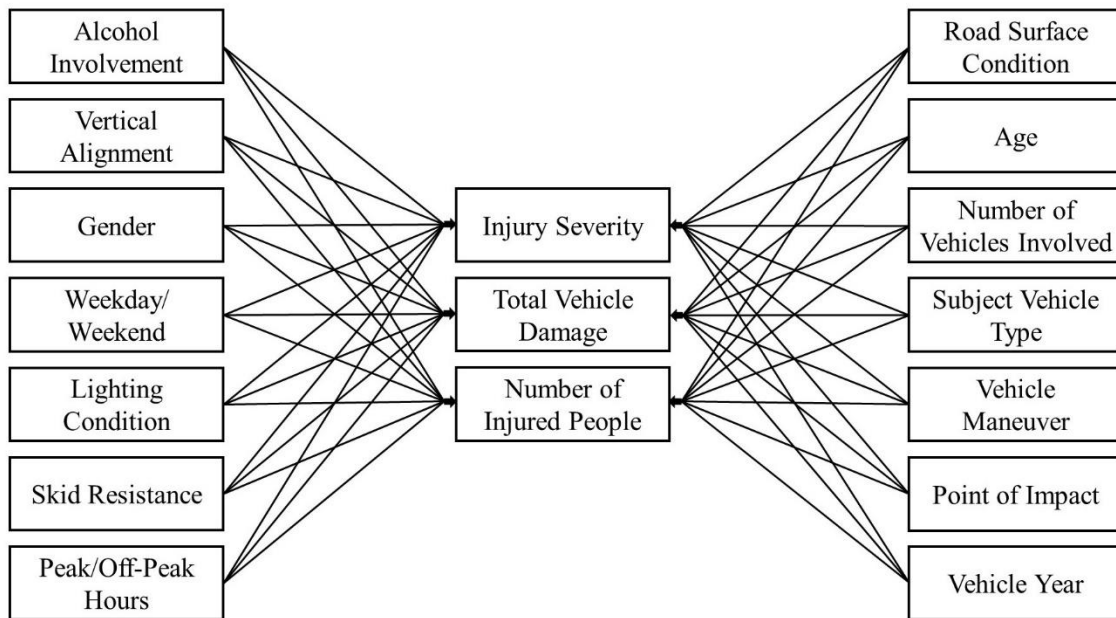 Alcohol
Involvement
Vertical
Alignment
Gender
Weekday/
Weekend
Lighting
Condition
Skid Resistance
Peak/Off-Peak
Hours
Injury Severity
Total Vehicle
Damage
Number of
Injured People
Road Surface
Condition
Age
Number of
Vehicles Involved
Subject Vehicle
Type
Vehicle
Maneuver
Point of Impact
Vehicle Year